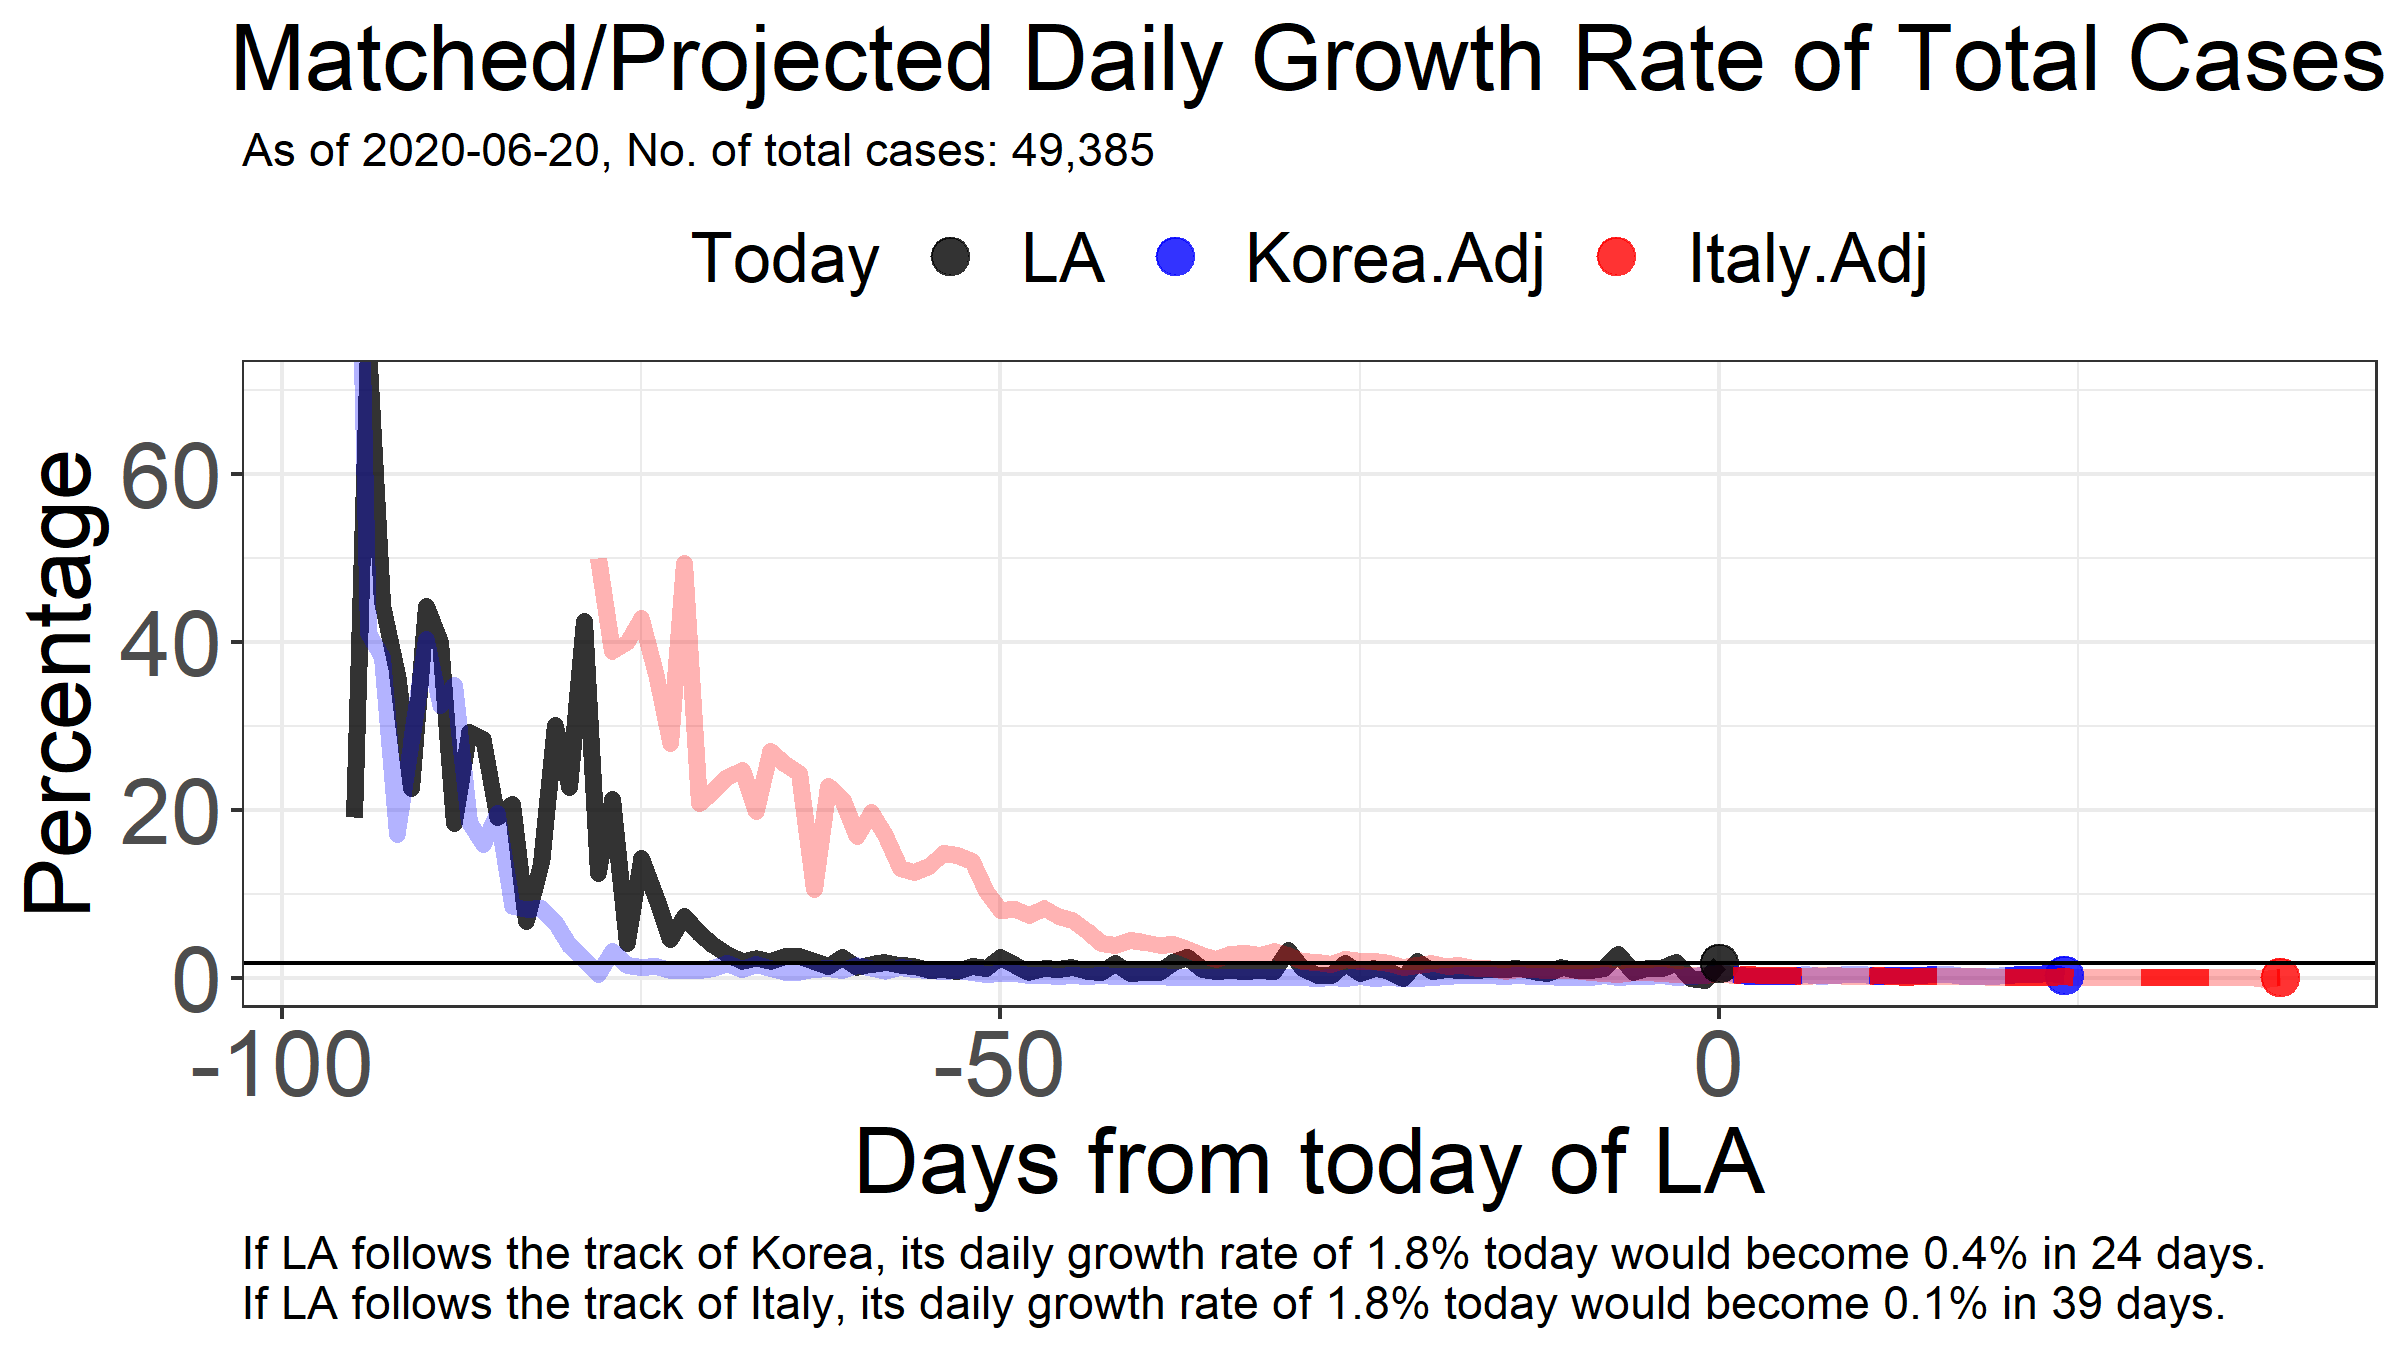 Matched/Projected Daily Growth Rate of Total Cases
As of 2020-06-20, No. of total cases: 49,385
Today LA Korea.Adj Italy.Adj
Percentage
60
40
20
0
-100 -50 0
Days from today of LA
If LA follows the track of Korea, its daily growth rate of 1.8% today would become 0.4% in 24 days.
If LA follows the track of Italy, its daily growth rate of 1.8% today would become 0.1% in 39 days.